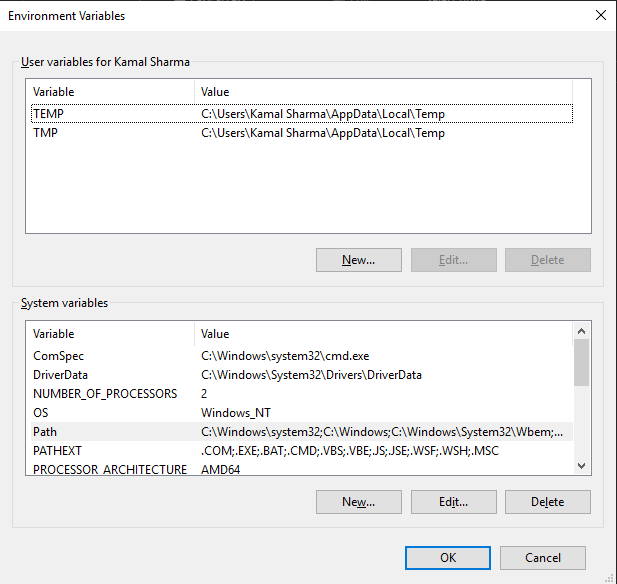 Environment Variables
User variables for Kamal Sharma
Variable Value
TEMP C:\Users\Kamal Sharma\AppData\Local\Temp
TMP C:\Users\Kamal Sharma\AppData\Local\Temp
New... Edit... Delete
System variables
Variable Value
ComSpec C:\Windows\system32\cmd.exe
DriverData C:\Windows\System32\Drivers\DriverData
NUMBER_OF_PROCESSORS 2
OS Windows_NT
Path C:\Windows\system32;C:\Windows;C:\Windows\System32\Wbem;...
PATHEXT .COM;.EXE;.BAT;.CMD;.VBS;.VBE;.JS;.JSE;.WSF;.WSH;.MSC
PROCESSOR_ARCHITECTURE AMD64
New... Edit... Delete
OK Cancel